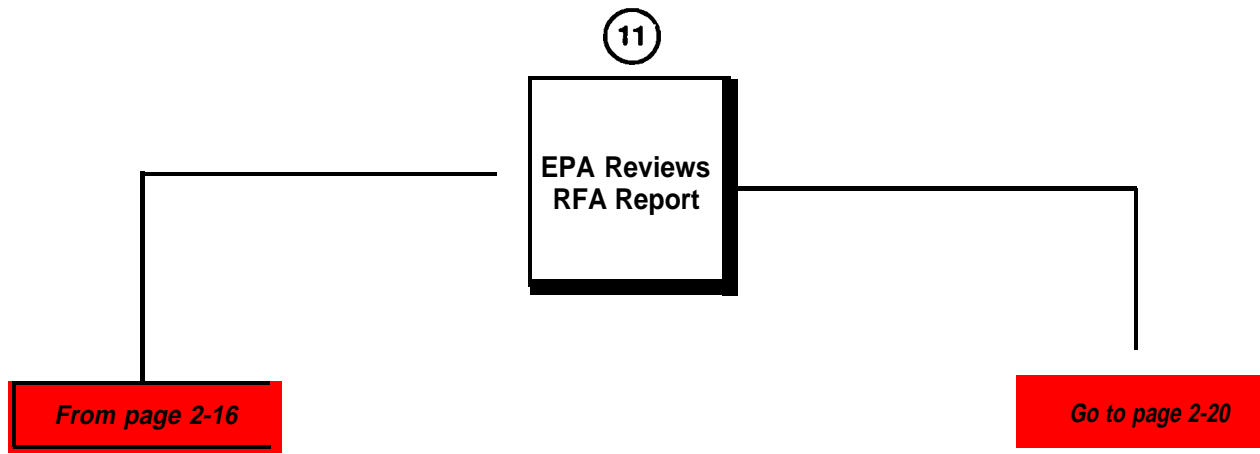 11
EPA Reviews
RFA Report
From page 2-16
Go to page 2-20